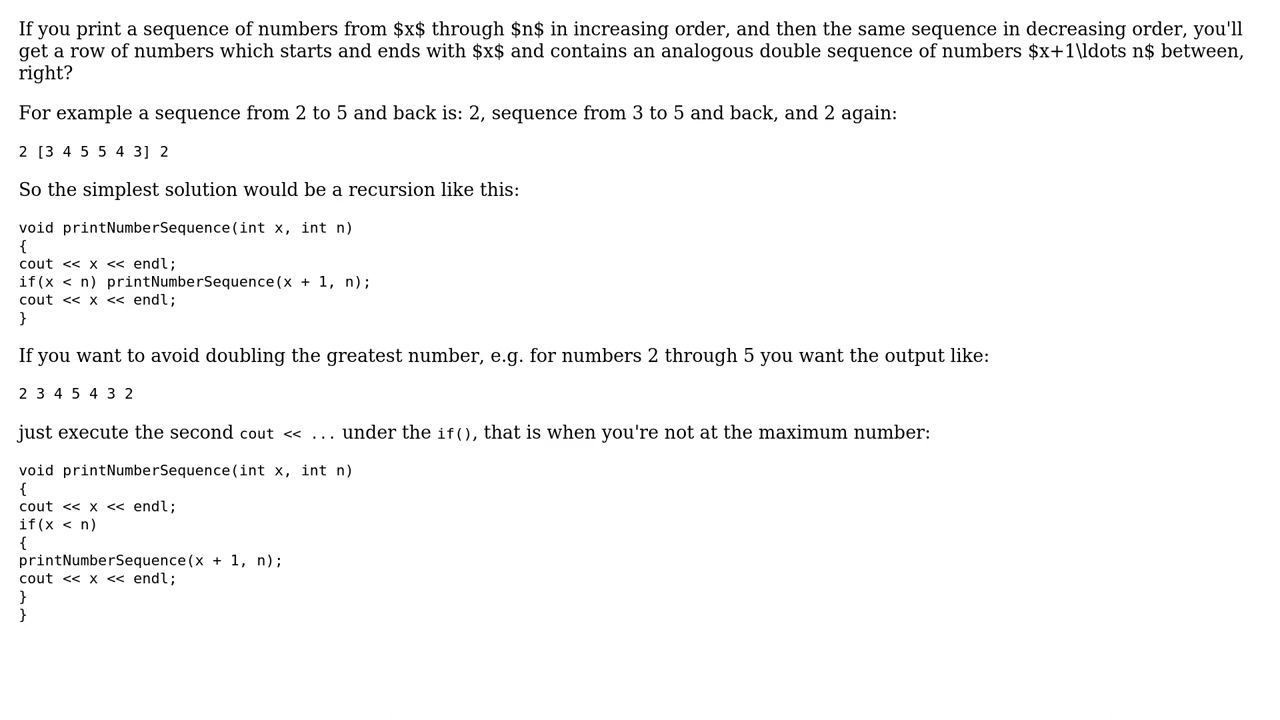 If you print a sequence of numbers from $x$ through $n$ in increasing order, and then the same sequence in decreasing order, you'll
get a row of numbers which starts and ends with $x$ and contains an analogous double sequence of numbers $x+1\ldots n$ between,
right?
For example a sequence from 2 to 5 and back is: 2, sequence from 3 to 5 and back, and 2 again:
2 [3 4 5 5 4 3] 2
So the simplest solution would be a recursion like this:
void printNumberSequence(int x, int n)
{
cout << x << endl;
if(x < n) printNumberSequence(x + 1, n);
cout << x << endl;
}
If you want to avoid doubling the greatest number, e.g. for numbers 2 through 5 you want the output like:
2 3 4 5 4 3 2
just execute the second cout << ... under the if(), that is when you're not at the maximum number:
void printNumberSequence(int x, int n)
{
cout << x << endl;
if(x < n)
{
printNumberSequence(x + 1, n);
cout << x << endl;
}
}